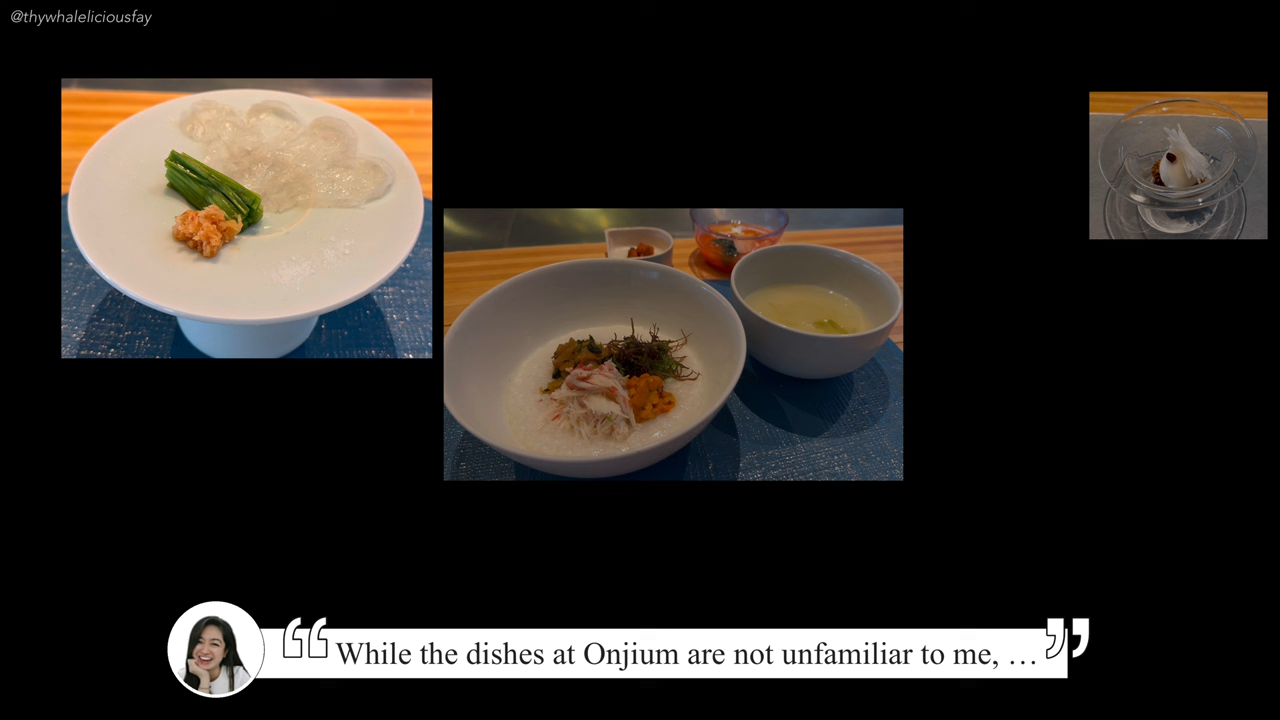 @thywhaleliciousfay
“While the dishes at Onjium are not unfamiliar to me, …”